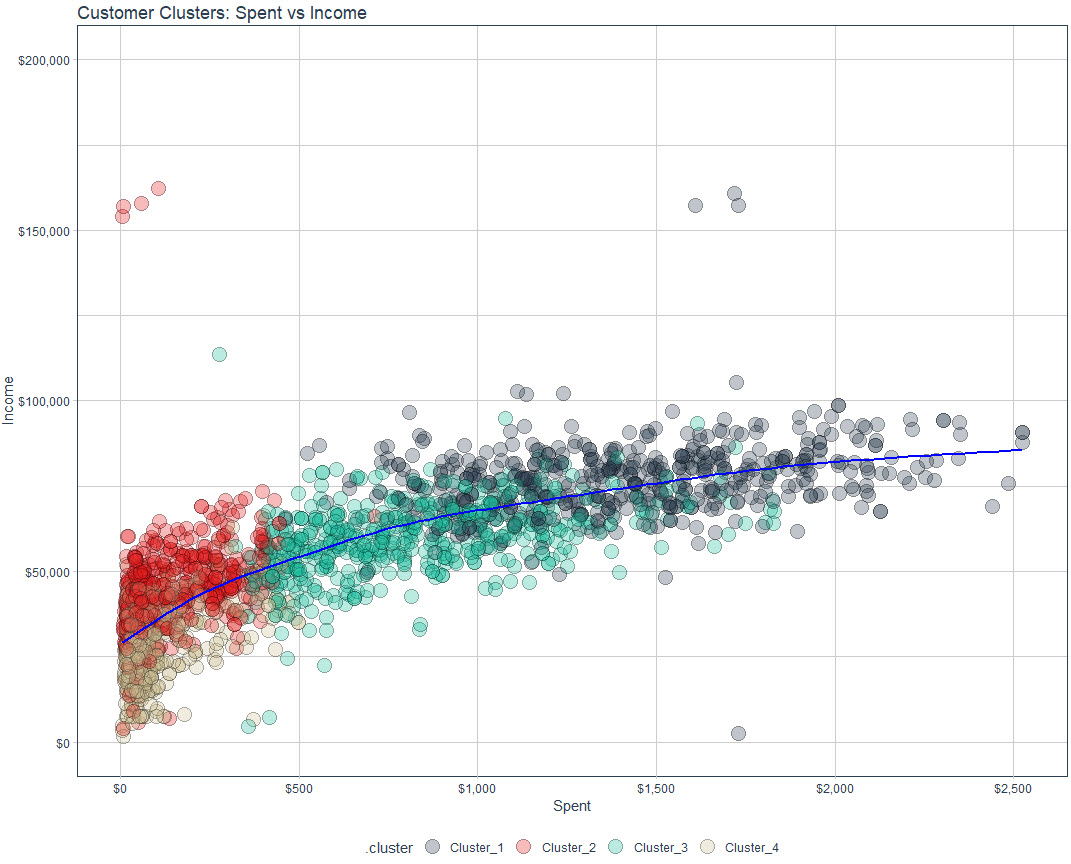 Customer Clusters: Spent vs Income
$200,000
$150,000
$100,000
$50,000
$0
Income
$0 $500 $1,000 $1,500 $2,000 $2,500
Spent
.cluster Cluster_1 Cluster_2 Cluster_3 Cluster_4